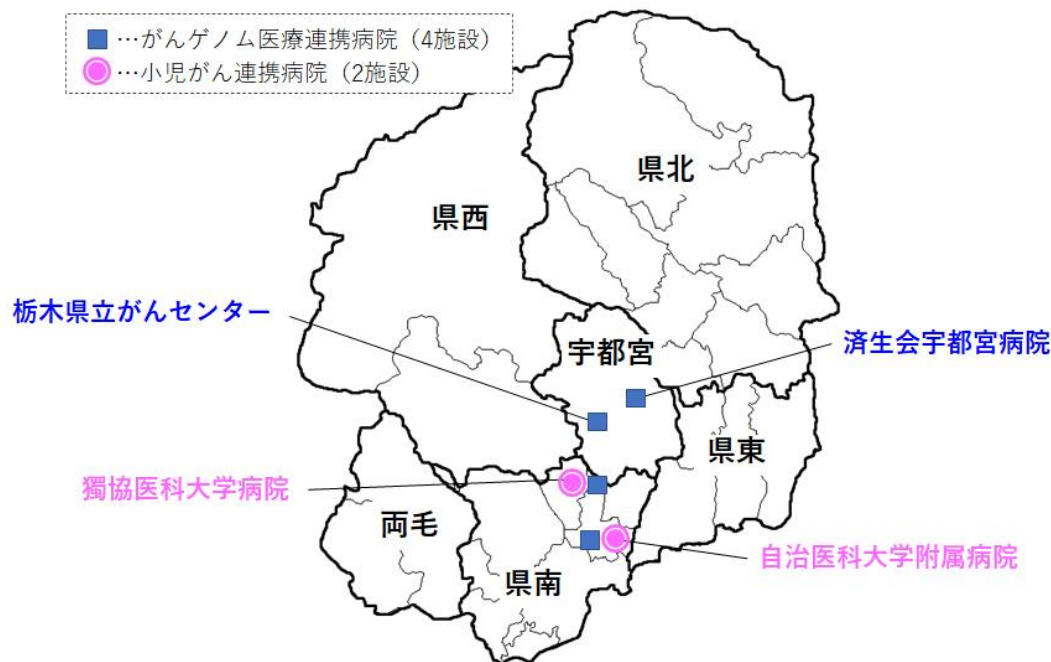 …がんゲノム医療連携病院（4施設）
…小児がん連携病院（2施設）
県北
県西
栃木県立がんセンター
宇都宮
済生会宇都宮病院
県東
獨協医科大学病院
両毛
自治医科大学附属病院
県南